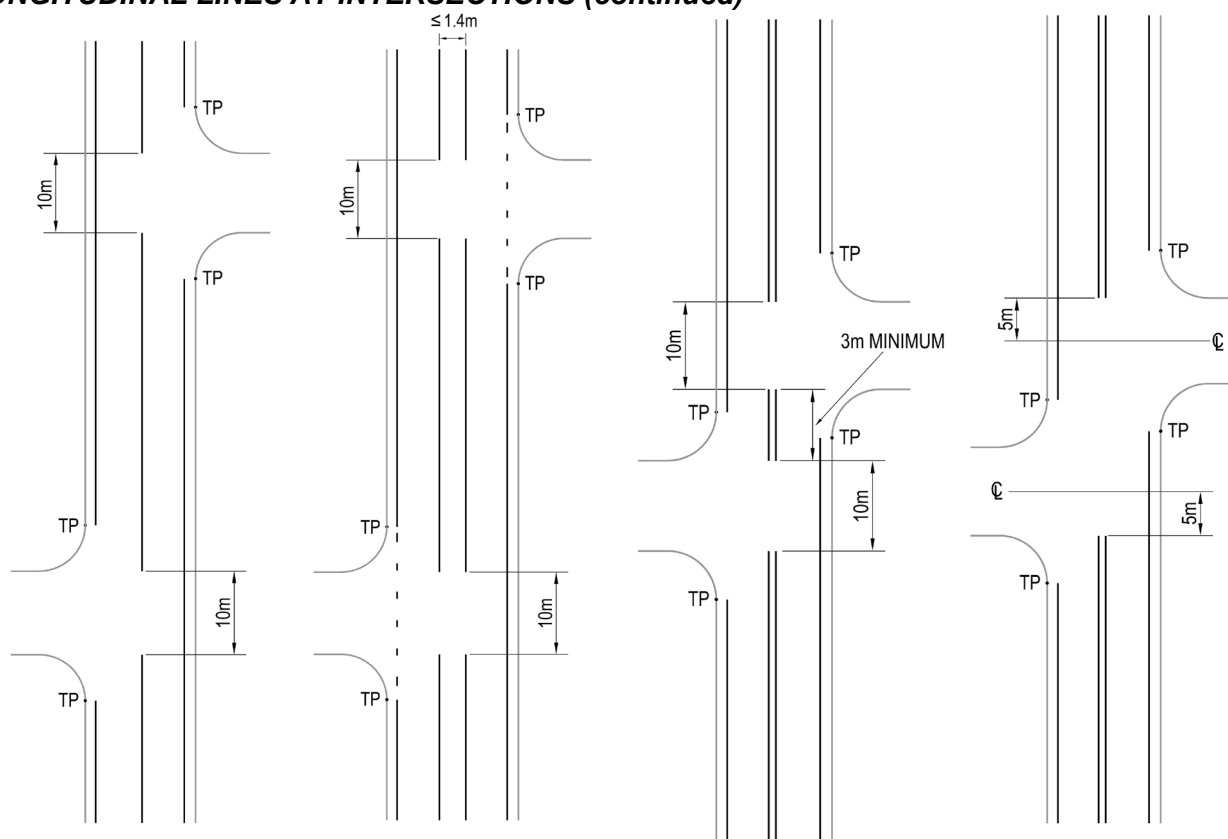 ONGITUDINAL LINES AT INTERSECTIONS (continued)
≤ 1.4m
TP
10m
TP
TP
10m
TP
TP
10m
TP
TP
10m
TP
TP
10m
3m MINIMUM
TP
TP
10m
TP
TP
5m
℄
TP
TP
℄
5m
TP